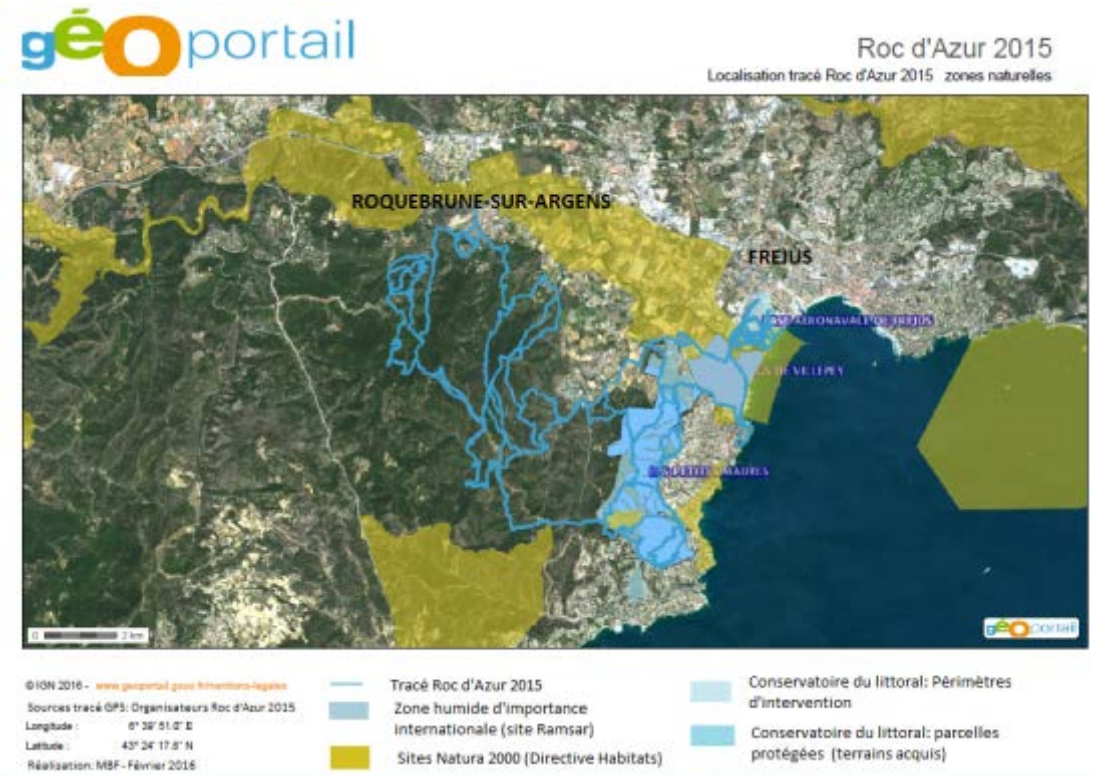 géOportail
Roc d'Azur 2015
Localisation tracé Roc d'Azur 2015 zones naturelles
ROQUEBRUNE-SUR-ARGENS
FREJUS
AERONAVALE DE FREJUS
DE VILLEPEY
MAURES
0 2 km
géOportail
©IGN 2016 - www.geoportail.gouv.fr/mentions-legales
Sources tracé GPS: Organisateurs Roc d'Azur 2015
Longitude : 6° 39' 51.0" E
Latitude : 43° 24' 17.8" N
Réalisation: MBF - Février 2016
Tracé Roc d'Azur 2015
Zone humide d'importance
internationale (site Ramsar)
Sites Natura 2000 (Directive Habitats)
Conservatoire du littoral: Périmètres
d'intervention
Conservatoire du littoral: parcelles
protégées (terrains acquis)